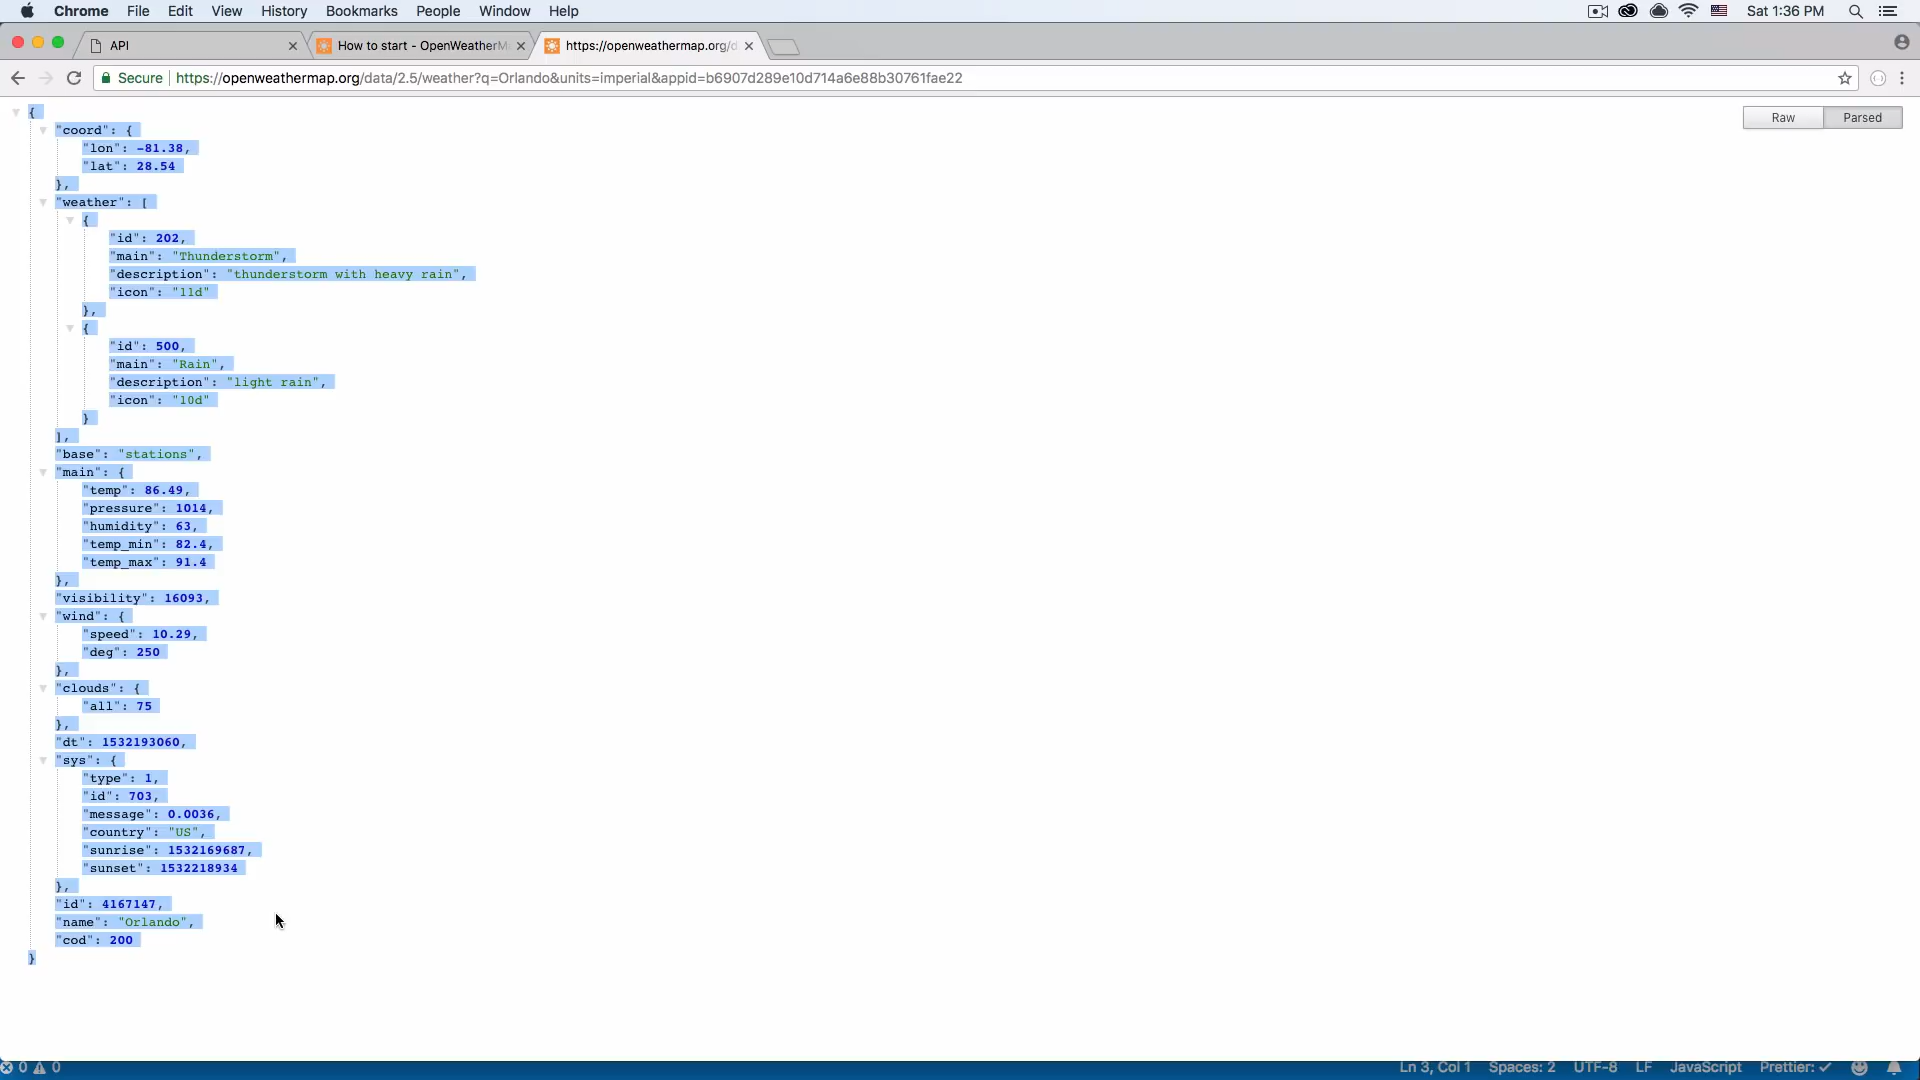 Chrome File Edit View History Bookmarks People Window Help Sat 1:36 PM
API How to start - OpenWeatherM https://openweathermap.org/d
Secure https://openweathermap.org/data/2.5/weather?q=Orlando&units=imperial&appid=b6907d289e10d714a6e88b30761fae22
Raw Parsed
{
"coord": {
"lon": -81.38,
"lat": 28.54
},
"weather": [
{
"id": 202,
"main": "Thunderstorm",
"description": "thunderstorm with heavy rain",
"icon": "11d"
},
{
"id": 500,
"main": "Rain",
"description": "light rain",
"icon": "10d"
}
],
"base": "stations",
"main": {
"temp": 86.49,
"pressure": 1014,
"humidity": 63,
"temp_min": 82.4,
"temp_max": 91.4
},
"visibility": 16093,
"wind": {
"speed": 10.29,
"deg": 250
},
"clouds": {
"all": 75
},
"dt": 1532193060,
"sys": {
"type": 1,
"id": 703,
"message": 0.0036,
"country": "US",
"sunrise": 1532169687,
"sunset": 1532218934
},
"id": 4167147,
"name": "Orlando",
"cod": 200
}
0 0 Ln 3, Col 1 Spaces: 2 UTF-8 LF JavaScript Prettier: ✓